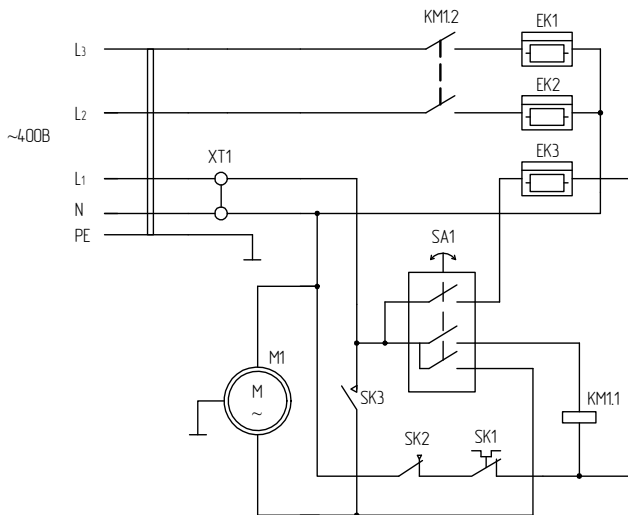 KM1.2
EK1
L3
EK2
L2
~400В
EK3
XT1
L1
N
SA1
PE
M1
M
~
SK3
KM1.1
SK2
SK1